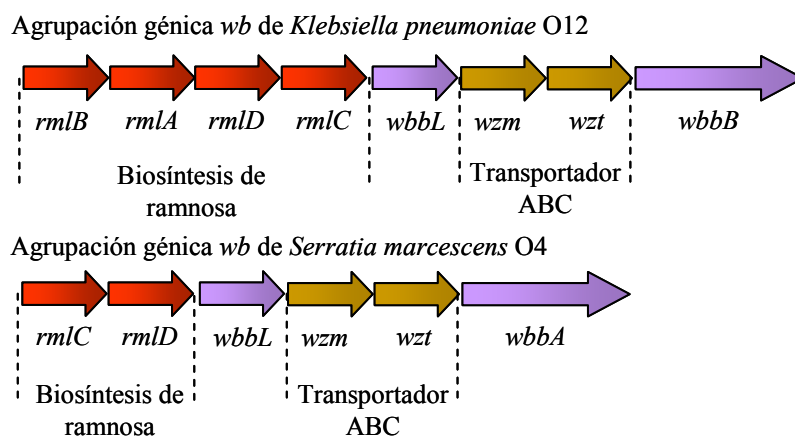 Agrupación génica wb de Klebsiella pneumoniae O12
rmlB rmlA rmlD rmlC wbbL wzm wzt wbbB
Biosíntesis de ramnosa
Transportador ABC
Agrupación génica wb de Serratia marcescens O4
rmlC rmlD wbbL wzm wzt wbbA
Biosíntesis de ramnosa
Transportador ABC